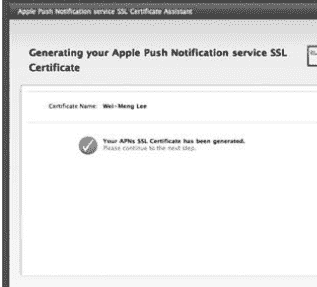 Apple Push Notification service SSL Certificate Assistant
Generating your Apple Push Notification service SSL
Certificate
Certificate Name: Wei-Meng Lee
Your APNs SSL Certificate has been generated.
Please continue to the next step.